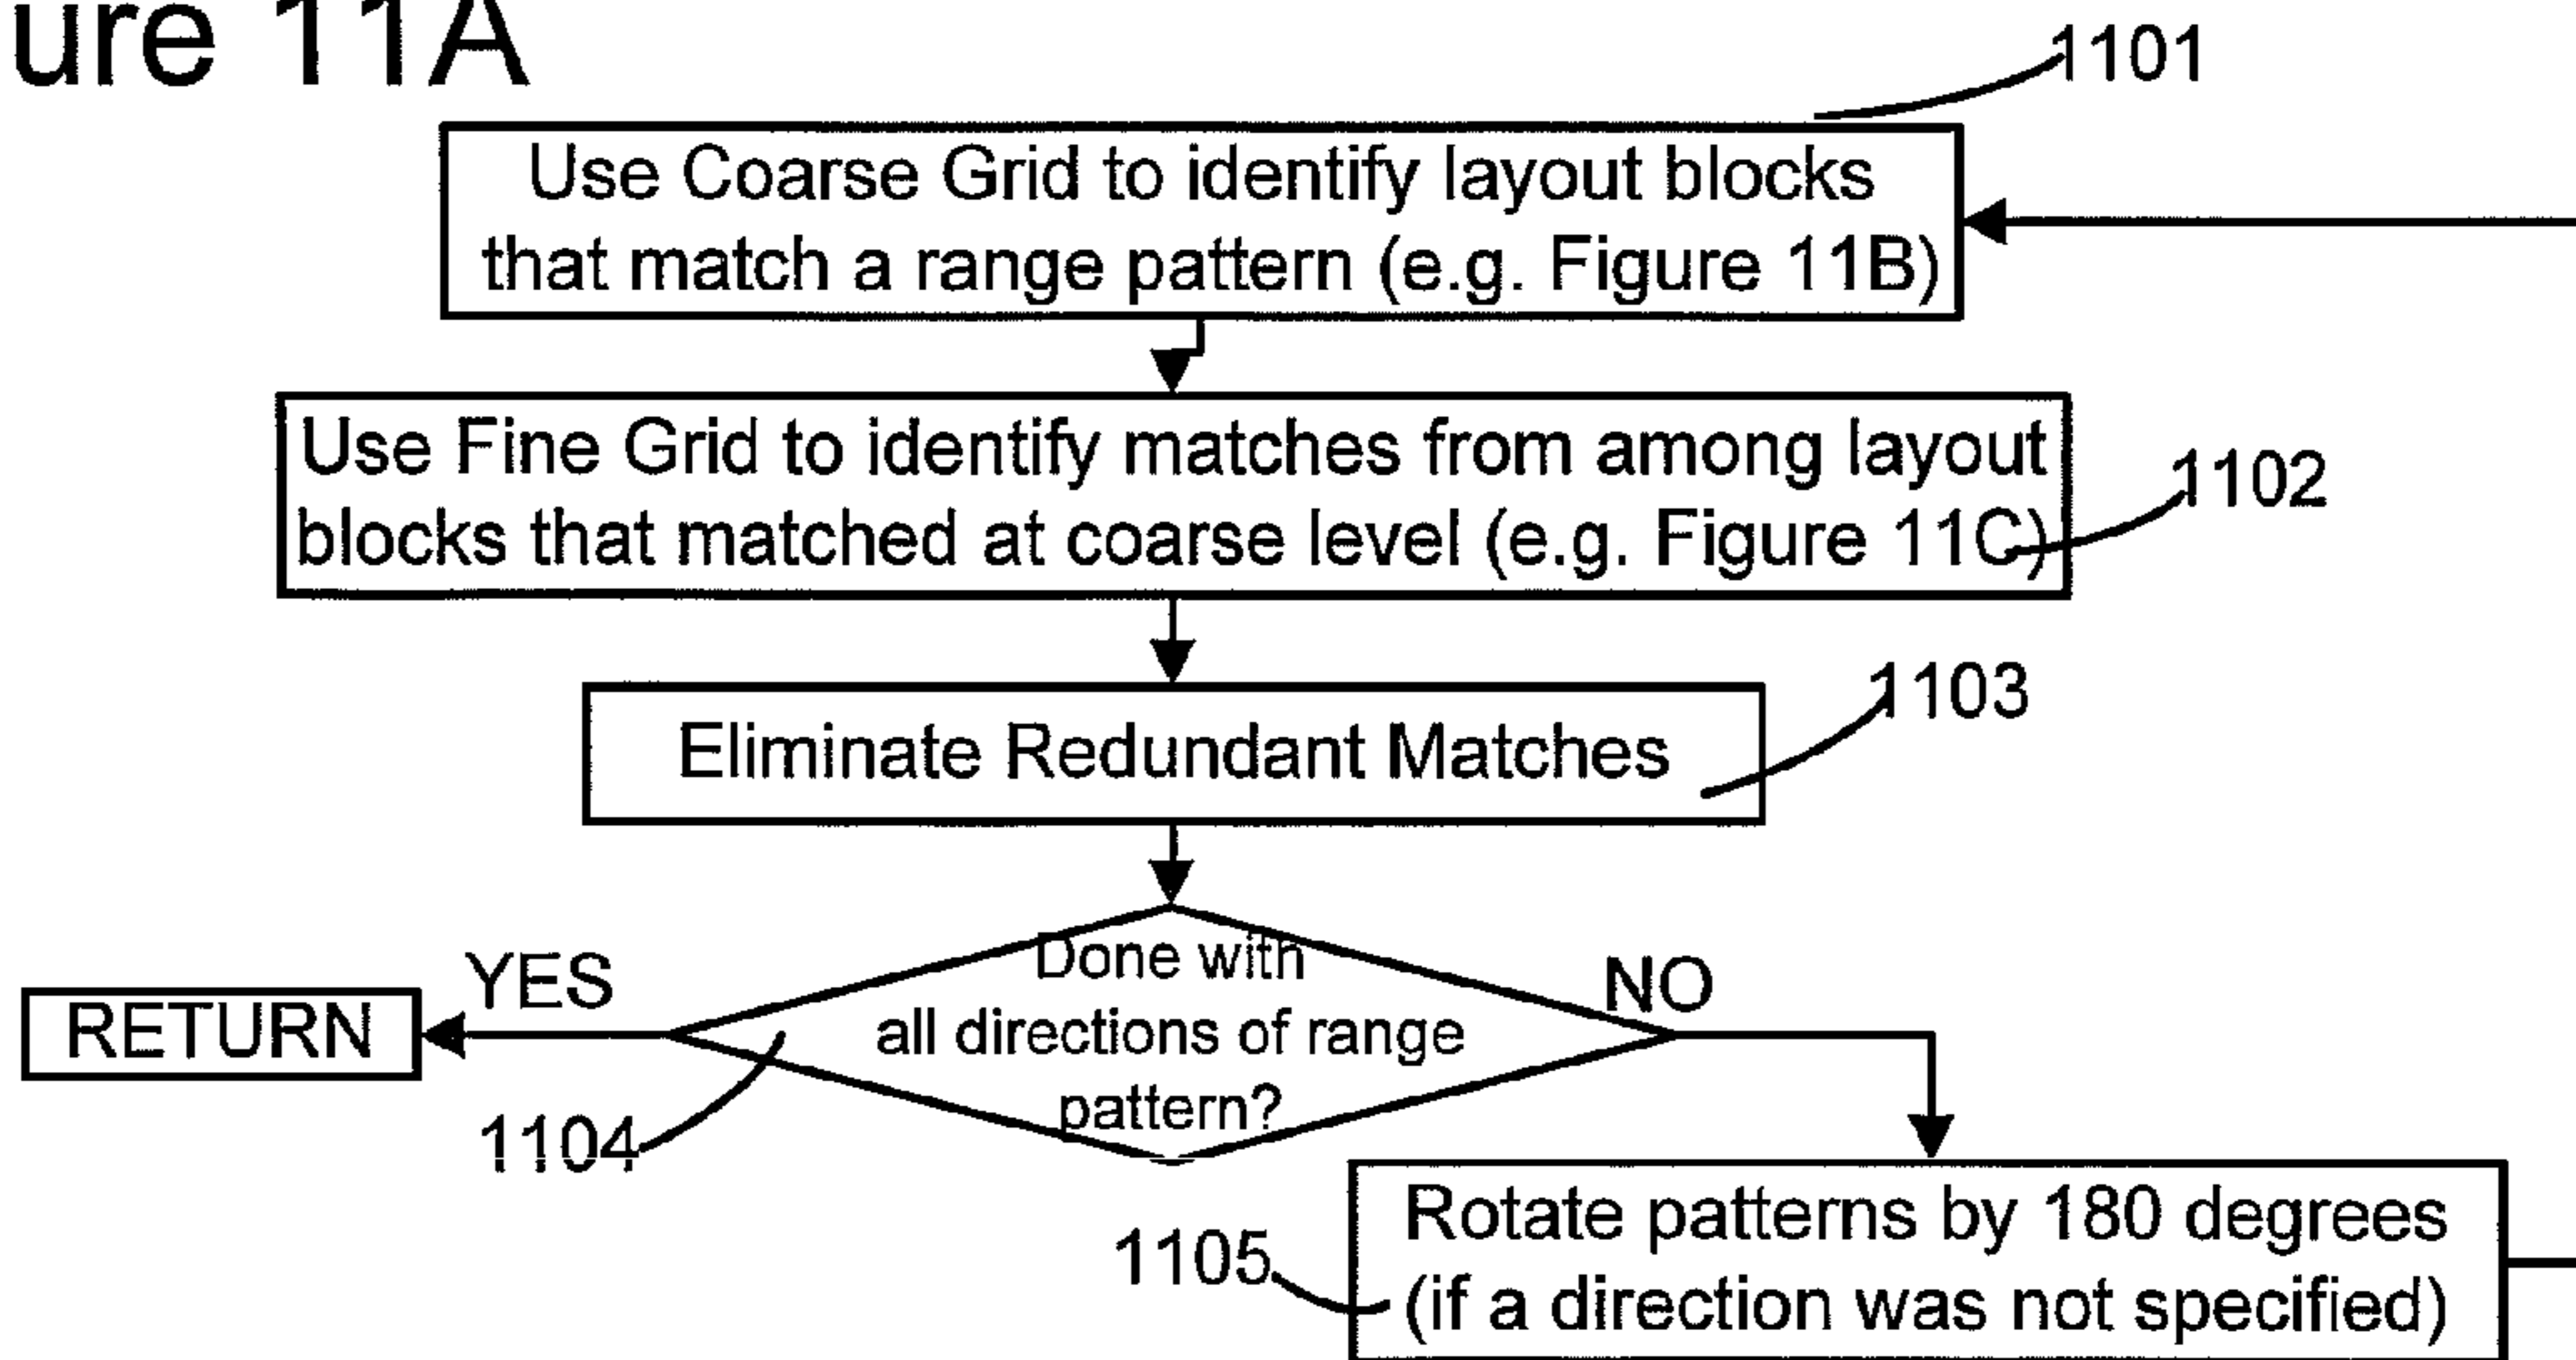 ure 11A
1101
Use Coarse Grid to identify layout blocks
that match a range pattern (e.g. Figure 11B)
Use Fine Grid to identify matches from among layout
blocks that matched at coarse level (e.g. Figure 11C)
1102
Eliminate Redundant Matches
1103
Done with
all directions of range
pattern?
YES
NO
RETURN
1104
Rotate patterns by 180 degrees
(if a direction was not specified)
1105